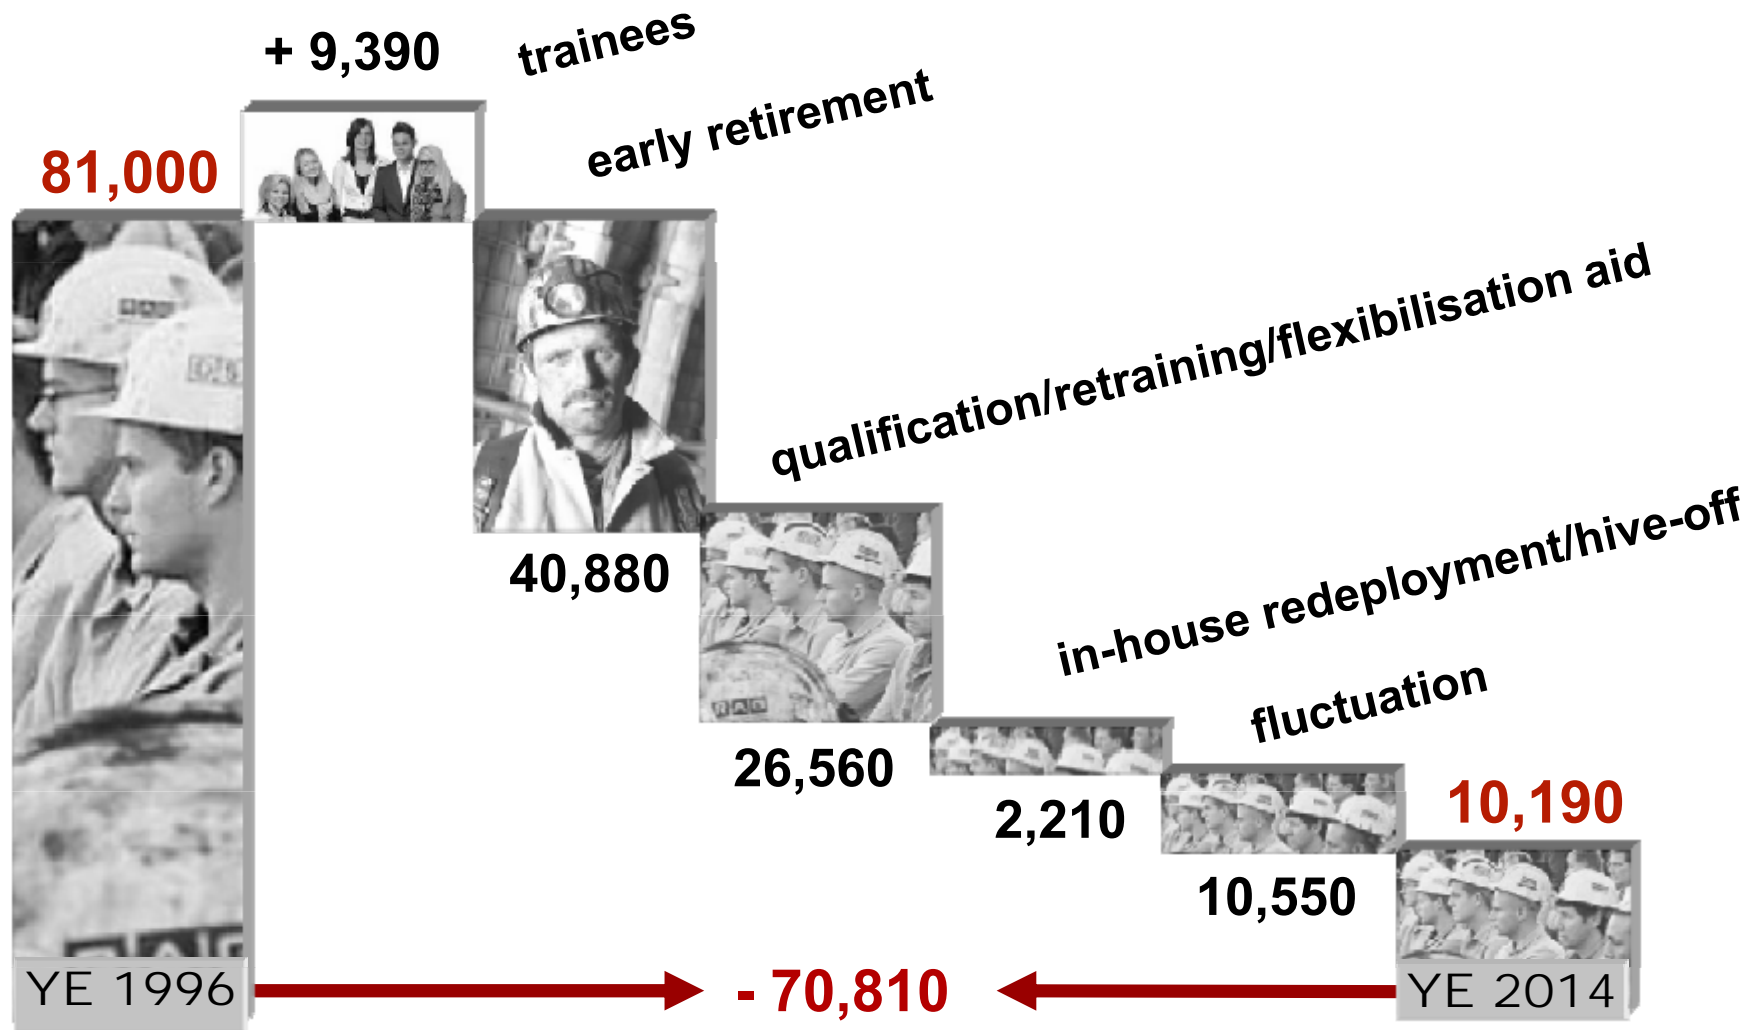 + 9,390
trainees
early retirement
81,000
qualification/retraining/flexibilisation aid
40,880
in-house redeployment/hive-off
fluctuation
26,560
2,210
10,190
10,550
YE 1996
- 70,810
YE 2014
RAG